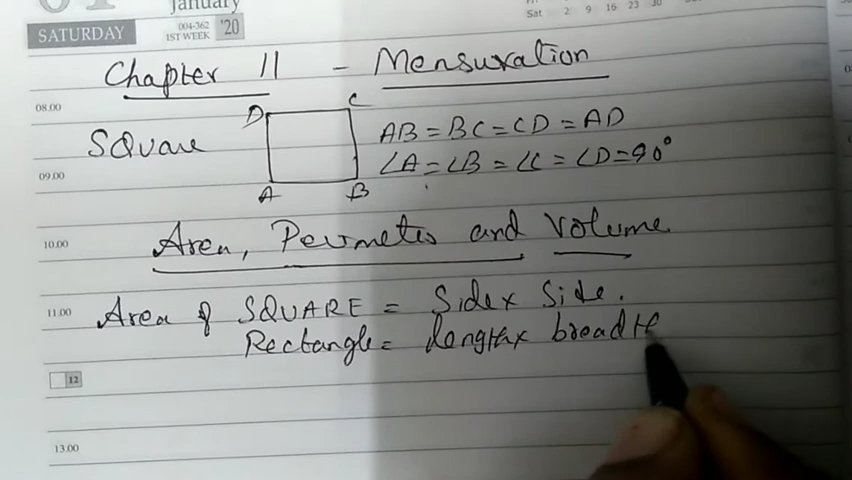 January
SATURDAY
004-362
1ST WEEK
'20
Sat 2 9 16 23 30
Chapter 11 - Mensuration
08.00
D C
SQuare
AB = BC = CD = AD
09.00
∠A = ∠B = ∠C = ∠D = 90°
A B
10.00
Area, Perimeter and Volume
11.00
Area of SQUARE = Side x Side.
Rectangle = length x breadth
12
13.00